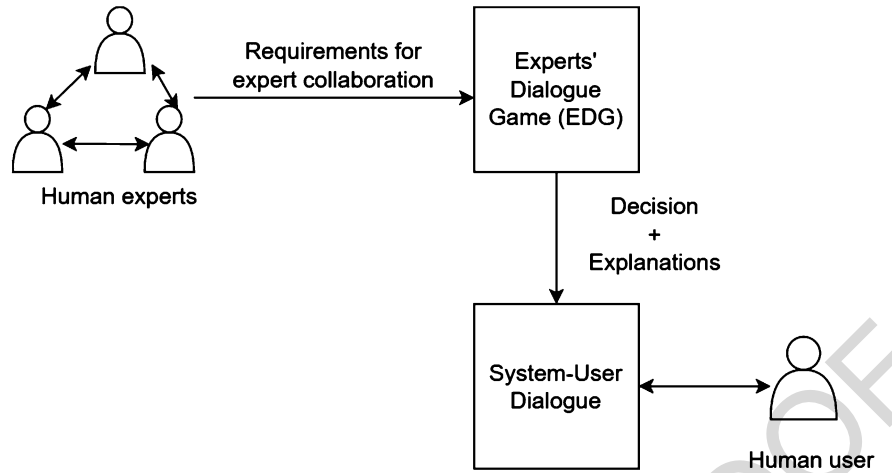 Requirements for
expert collaboration
Experts'
Dialogue
Game (EDG)
Human experts
Decision
+
Explanations
System-User
Dialogue
Human user